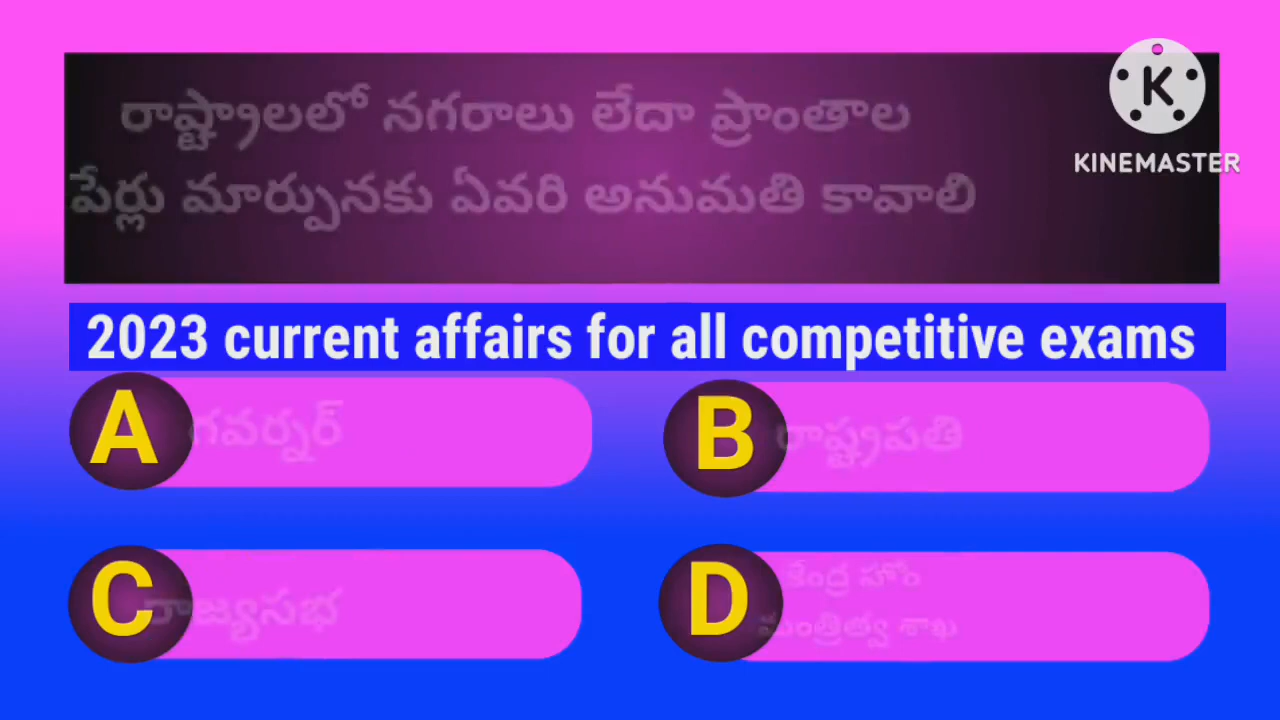 రాష్ట్రాలలో నగరాలు లేదా ప్రాంతాల
పేర్లు మార్పునకు ఏవరి అనుమతి కావాలి
KINEMASTER
2023 current affairs for all competitive exams
A గవర్నర్
B రాష్ట్రపతి
C రాజ్యసభ
D కేంద్ర హోం
మంత్రిత్వ శాఖ